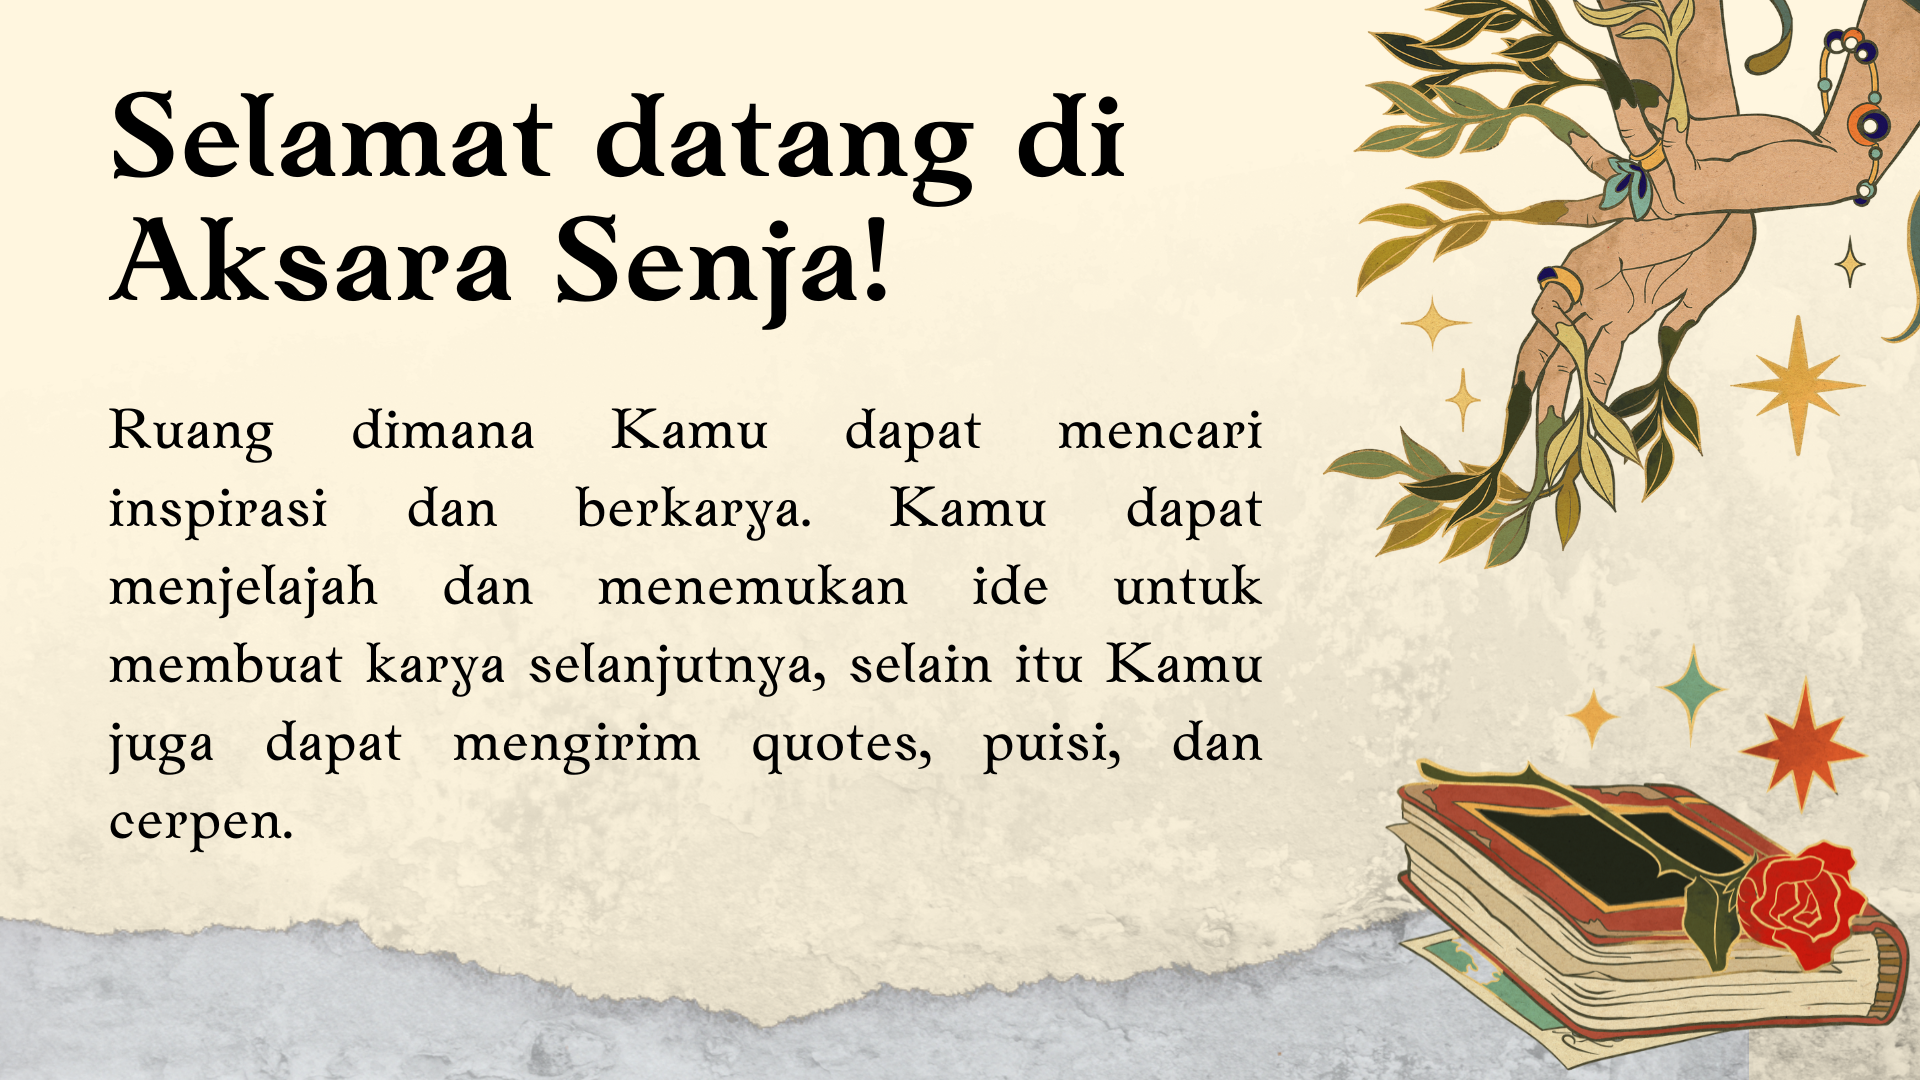 Selamat datang di
Aksara Senja!
Ruang dimana Kamu dapat mencari
inspirasi dan berkarya. Kamu dapat
menjelajah dan menemukan ide untuk
membuat karya selanjutnya, selain itu Kamu
juga dapat mengirim quotes, puisi, dan
cerpen.